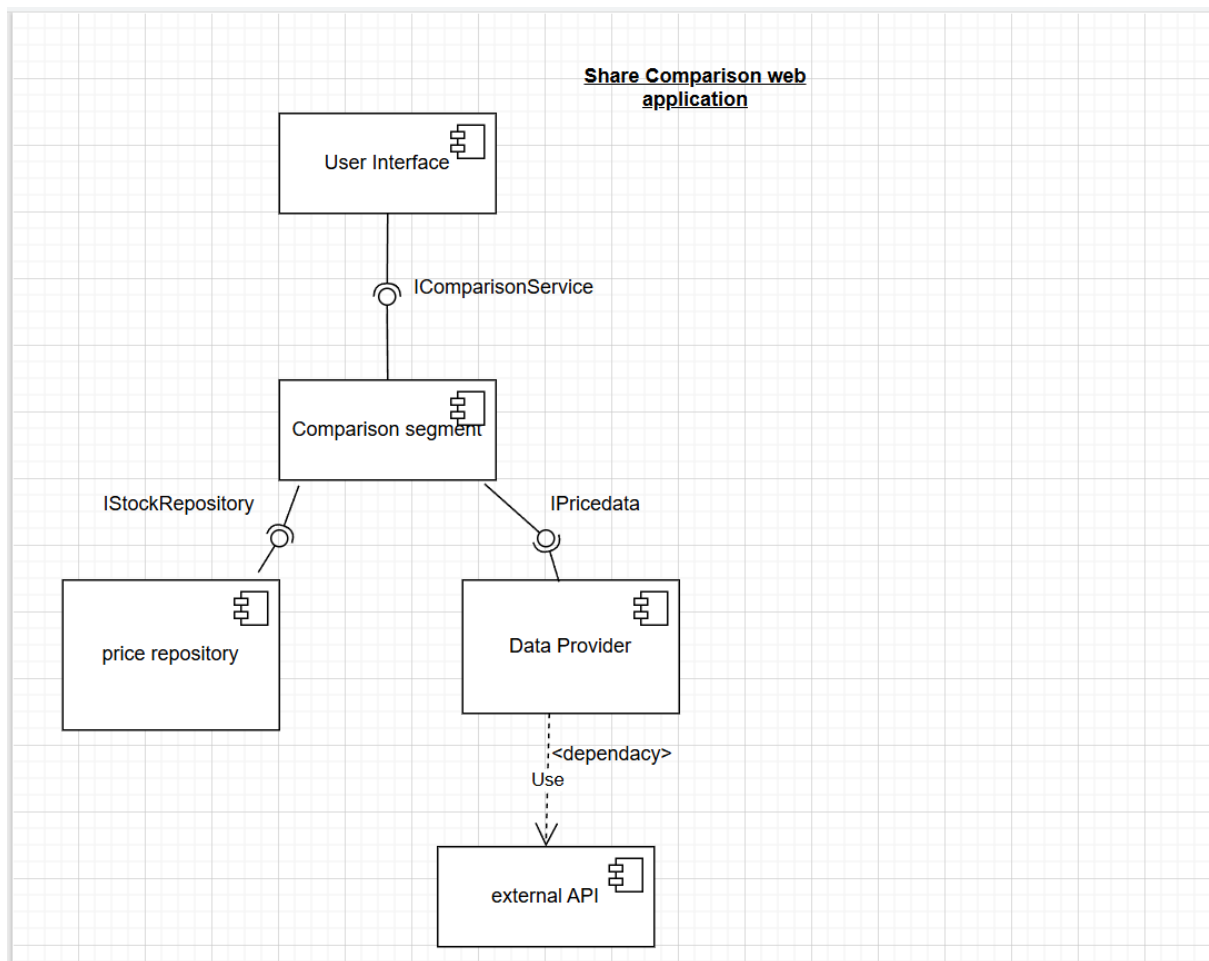 Share Comparison web
application
User Interface
IComparisonService
Comparison segment
IStockRepository
IPricedata
price repository
Data Provider
<dependacy>
Use
external API